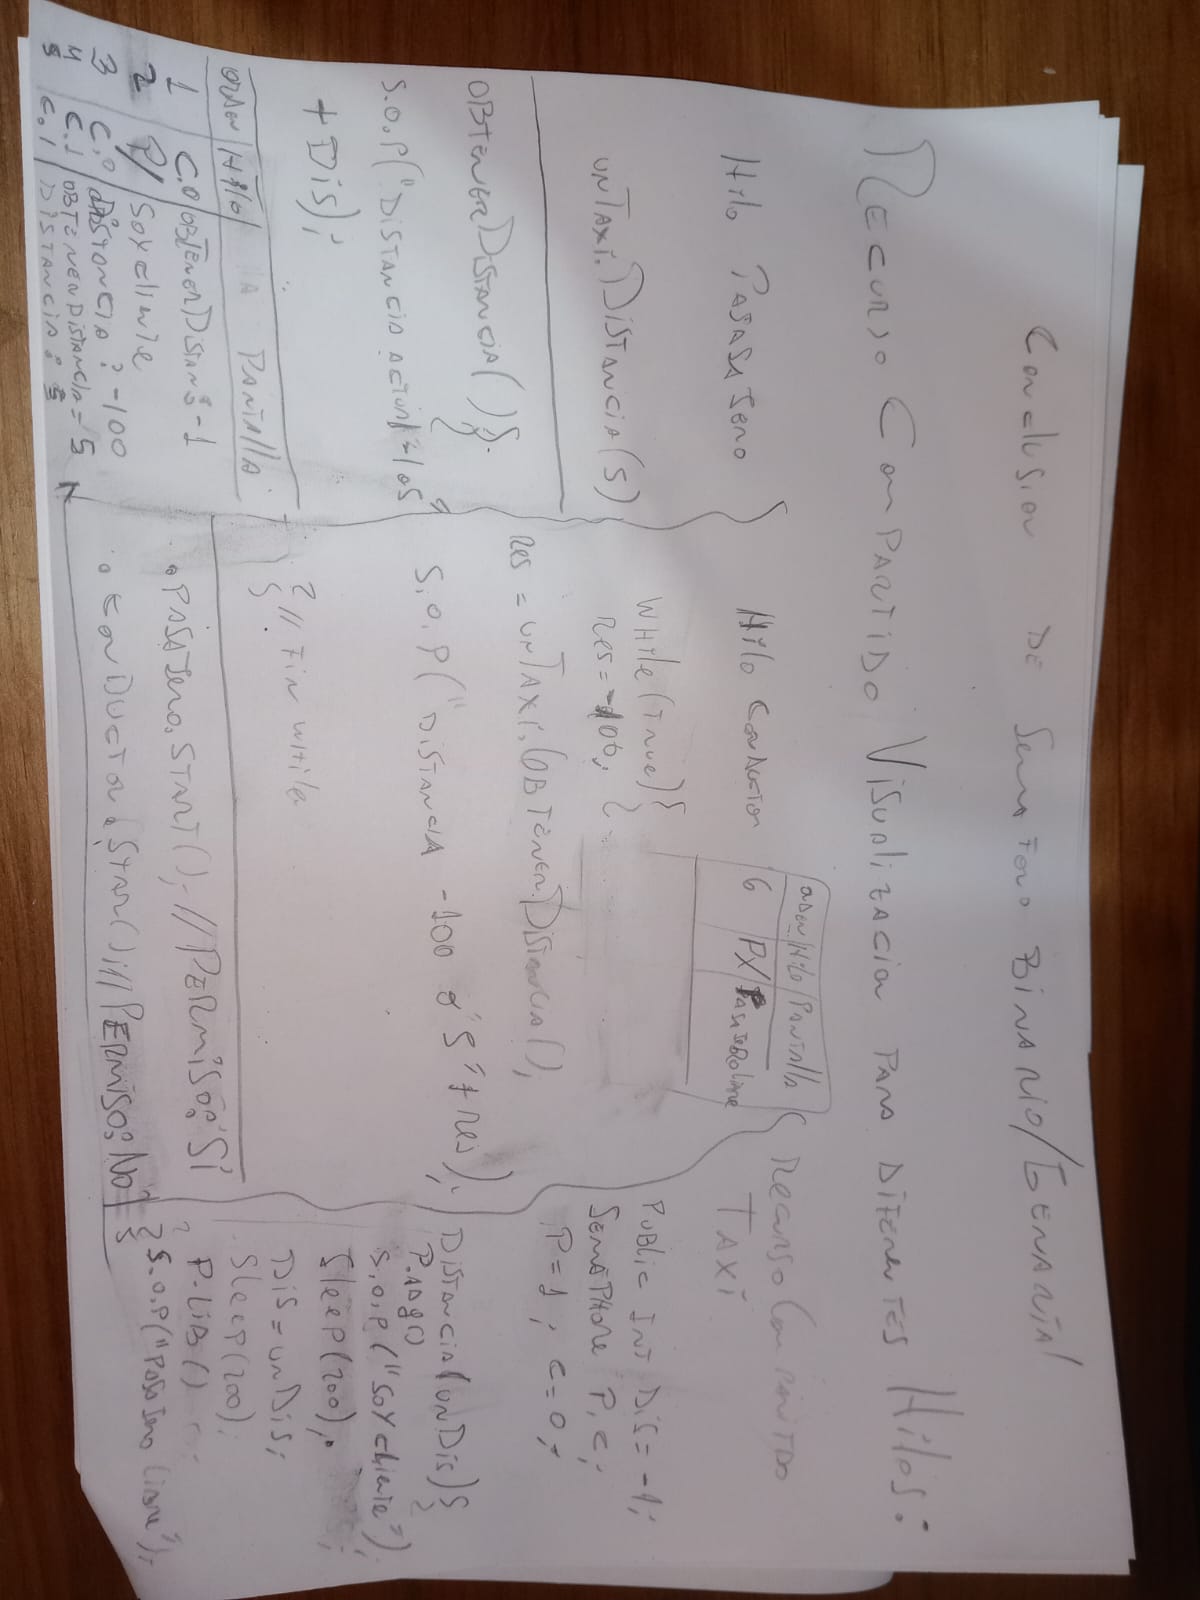 Conclusion DE Semaforo BINARIO/GENERAL
RECURSO COMPARTIDO VISUALIZACION PARA DIFERENTES HILOS:
Hilo PASAJERO
UNTAXI.DISTANCIA(5)
OBTENERDISTANCIA(){
S.O.P("DISTANCIA ACTUAL
+DIS);
ORDEN/Hilo/ PANTALLA
1 C.0 OBTENERDISTAN: -1
2 P/ SOY cliente
3 C.0 DISTANCIA: -100
4 C.1 OBTENERDISTANCIA= 5
5 C.1 DISTANCIA: 5
Hilo CONDUCTOR
WHILE(TRUE){
RES=-100;
RES = UNTAXI.OBTENERDISTANCIA();
S.O.P("DISTANCIA -100 o 5"+RES);
} // FIN WHILE
• PASAJERO.START(); //PERMISO: SI
• CONDUCTOR.START(); //PERMISO: NO
ORDEN/Hilo/PANTALLA
6 PX/
RECURSO COMPARTIDO
TAXI
PUBLIC INT DIS=-1;
SEMAPHORE P,C;
P=1; C=0;
DISTANCIA(UNDIS){
P.ADQ()
S.O.P("SOY cliente");
SLEEP(200);
DIS=UNDIS;
SLEEP(200);
P.LIB()
S.O.P("PASAJERO LIBRE");